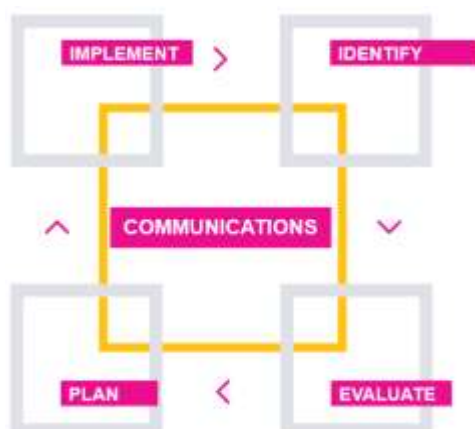 IMPLEMENT
IDENTIFY
COMMUNICATIONS
PLAN
EVALUATE